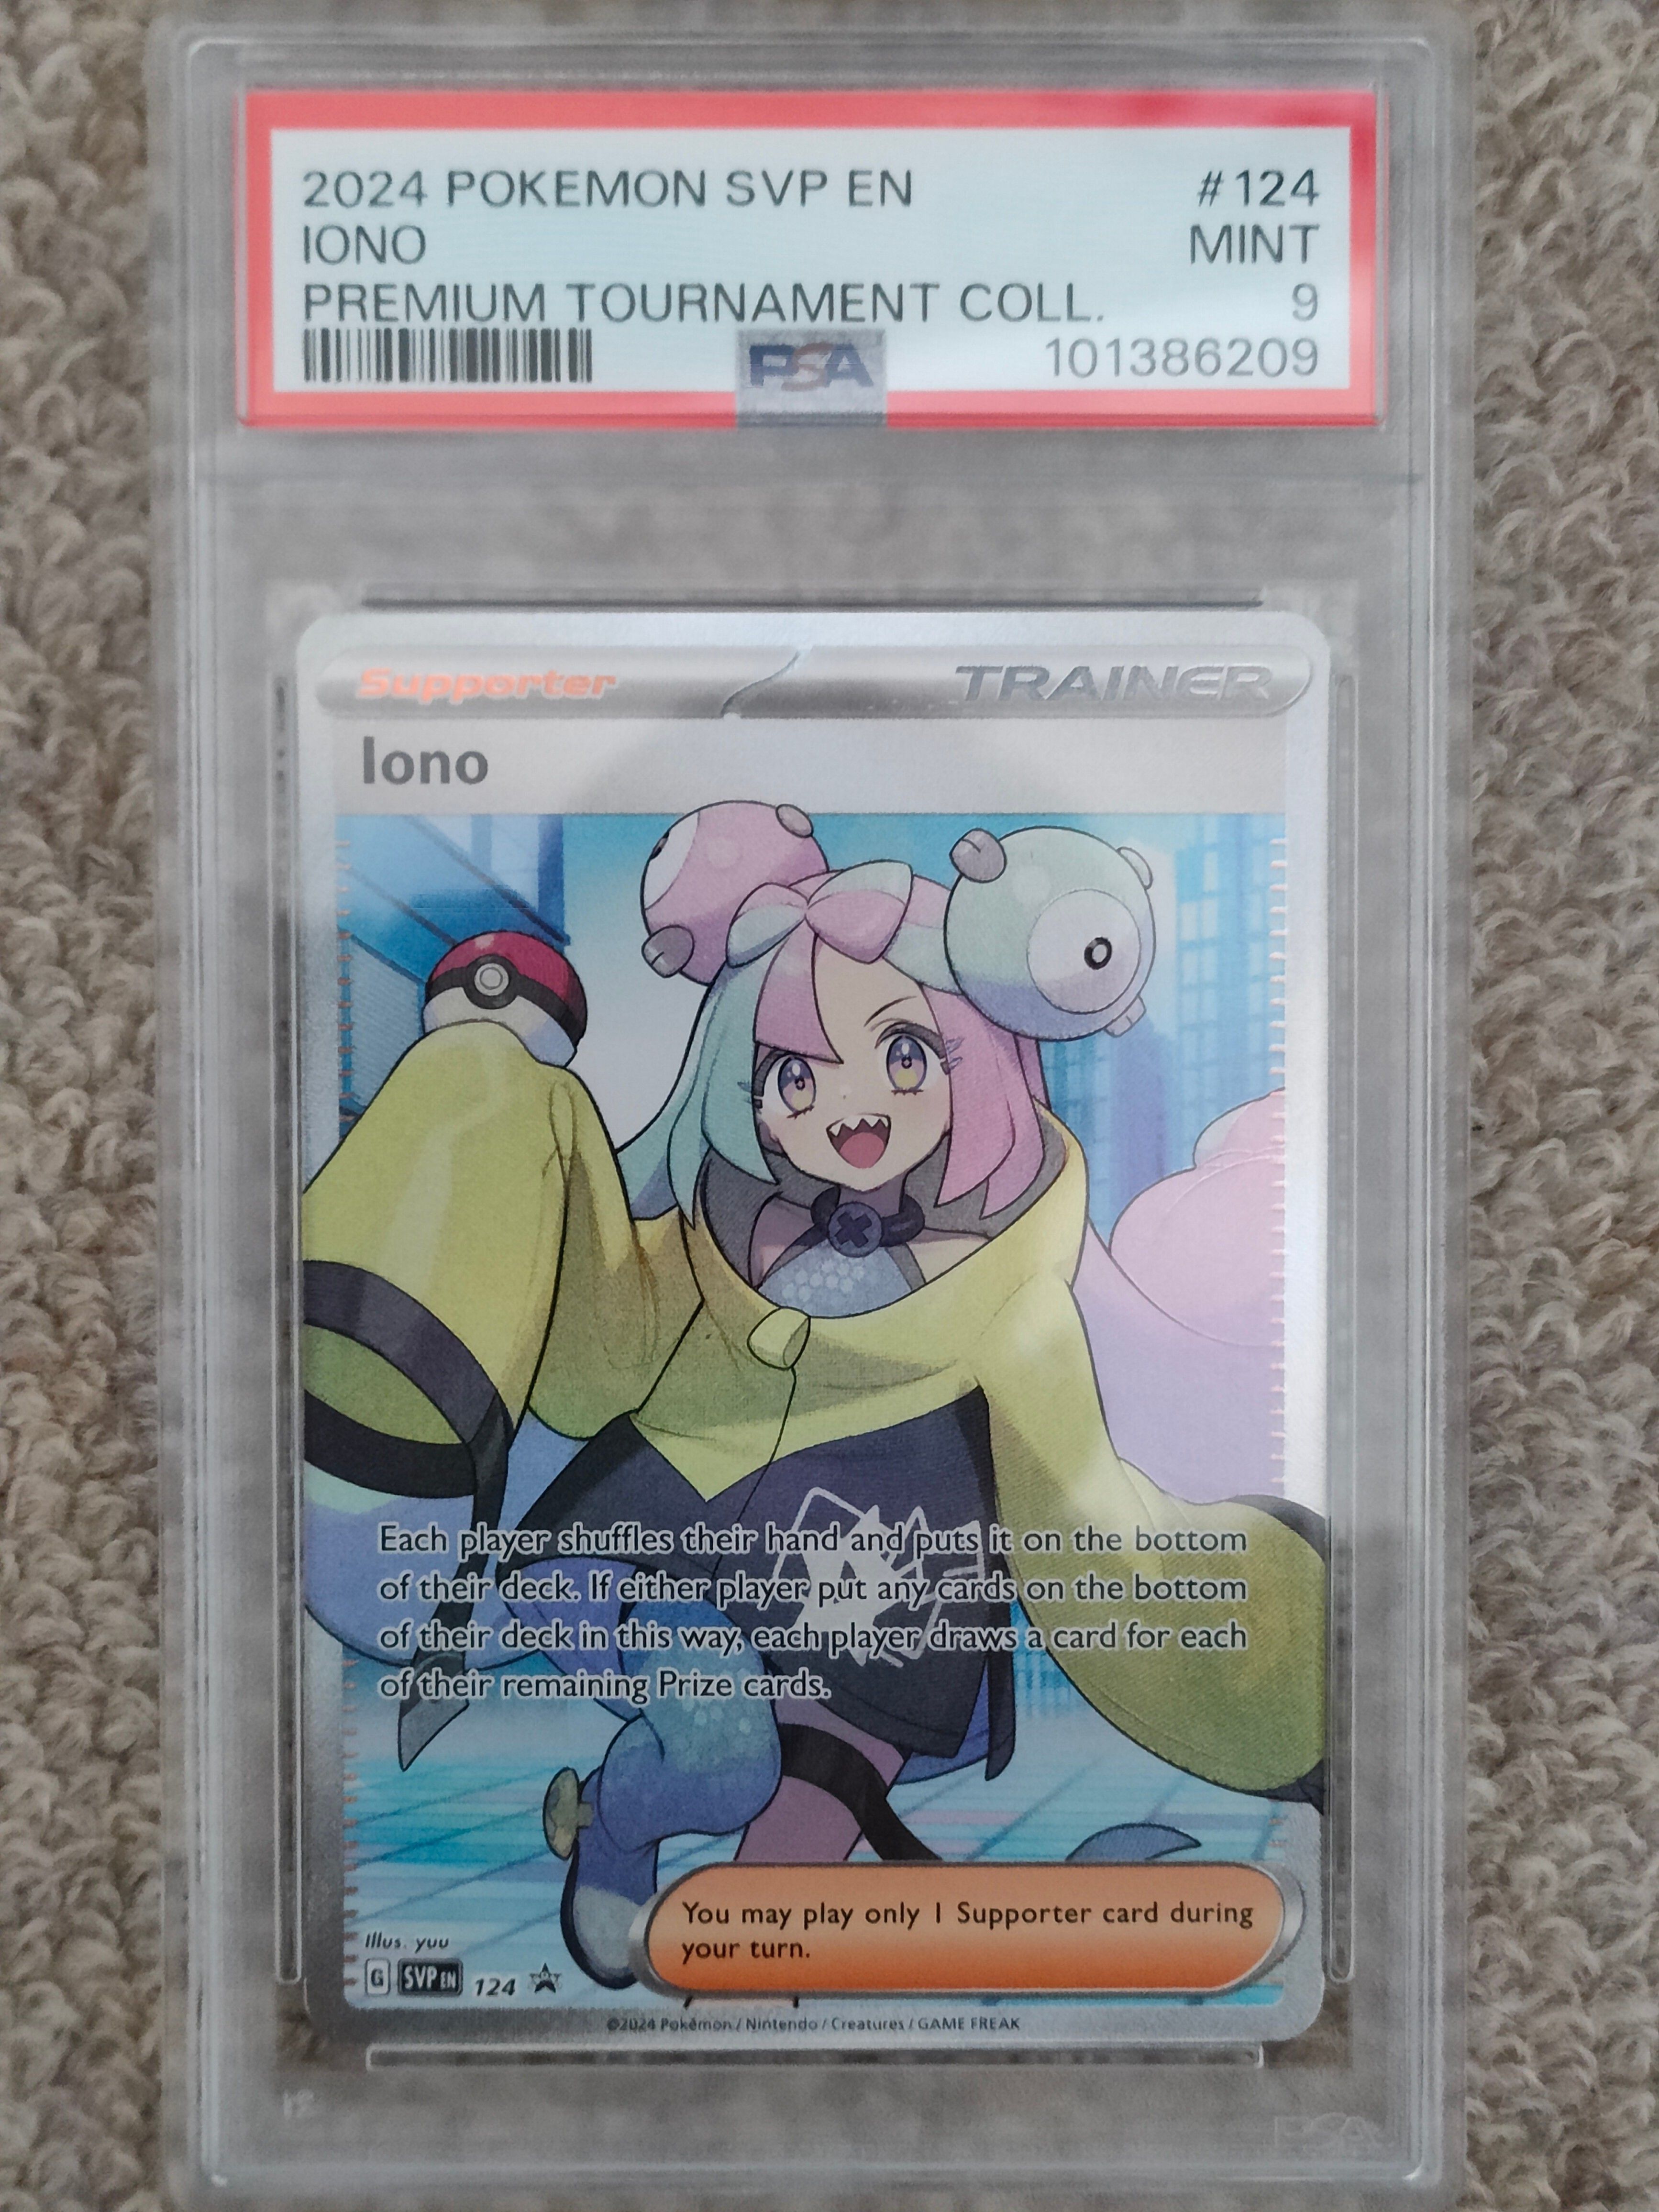 2024 POKEMON SVP EN #124
IONO MINT
PREMIUM TOURNAMENT COLL. 9
PSA 101386209
Supporter TRAINER
Iono
Each player shuffles their hand and puts it on the bottom
of their deck. If either player put any cards on the bottom
of their deck in this way, each player draws a card for each
of their remaining Prize cards.
You may play only 1 Supporter card during
your turn.
Illus. yuu
G SVP EN 124
©2024 Pokémon / Nintendo / Creatures / GAME FREAK
PSA